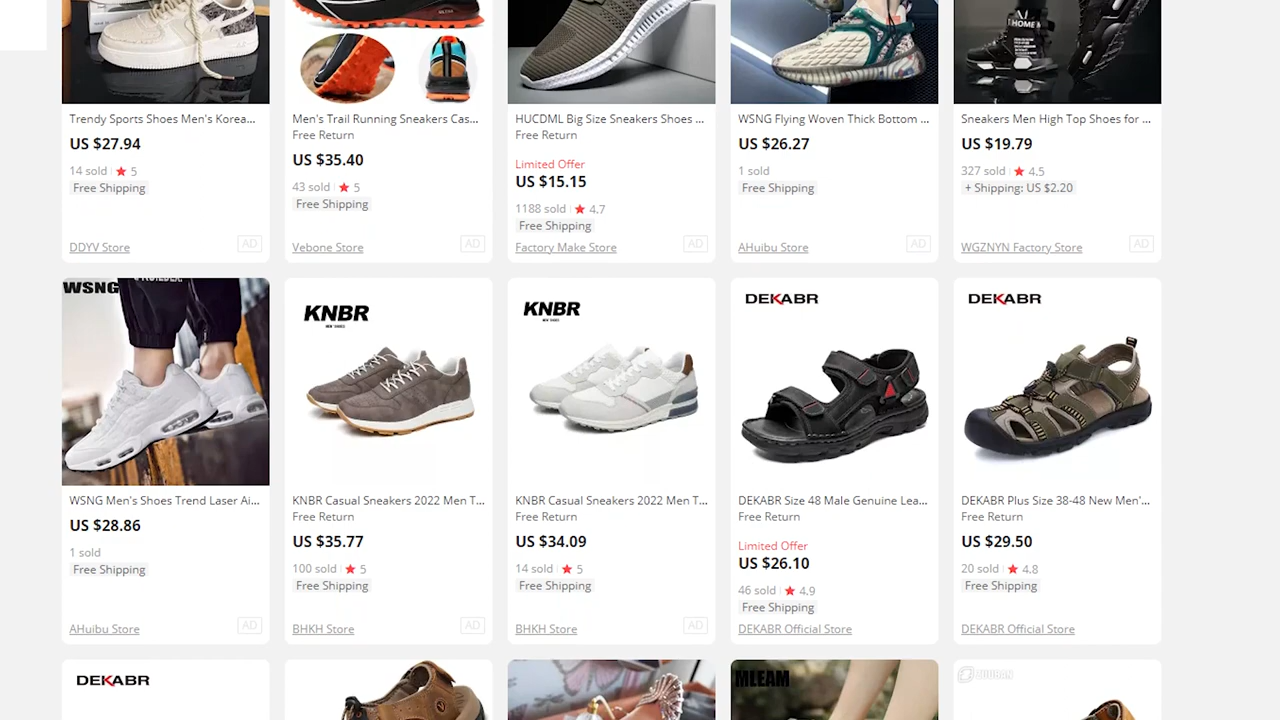 HOME
Trendy Sports Shoes Men's Korea...
US $27.94
14 sold
5
Free Shipping
DDYV Store
AD
Men's Trail Running Sneakers Cas...
Free Return
US $35.40
43 sold
5
Free Shipping
Vebone Store
AD
HUCDML Big Size Sneakers Shoes ...
Free Return
Limited Offer
US $15.15
1188 sold
4.7
Free Shipping
Factory Make Store
AD
WSNG Flying Woven Thick Bottom ...
US $26.27
1 sold
Free Shipping
AHuibu Store
AD
Sneakers Men High Top Shoes for ...
US $19.79
327 sold
4.5
+ Shipping: US $2.20
WGZNYN Factory Store
AD
WSNG
WSNG Men's Shoes Trend Laser Ai...
US $28.86
1 sold
Free Shipping
AHuibu Store
AD
KNBR
KNBR Casual Sneakers 2022 Men T...
Free Return
US $35.77
100 sold
5
Free Shipping
BHKH Store
AD
KNBR
KNBR Casual Sneakers 2022 Men T...
Free Return
US $34.09
14 sold
5
Free Shipping
BHKH Store
AD
DEKABR
DEKABR Size 48 Male Genuine Lea...
Free Return
Limited Offer
US $26.10
46 sold
4.9
Free Shipping
DEKABR Official Store
DEKABR
DEKABR Plus Size 38-48 New Men'...
Free Return
US $29.50
20 sold
4.8
Free Shipping
DEKABR Official Store
DEKABR
MLEAM